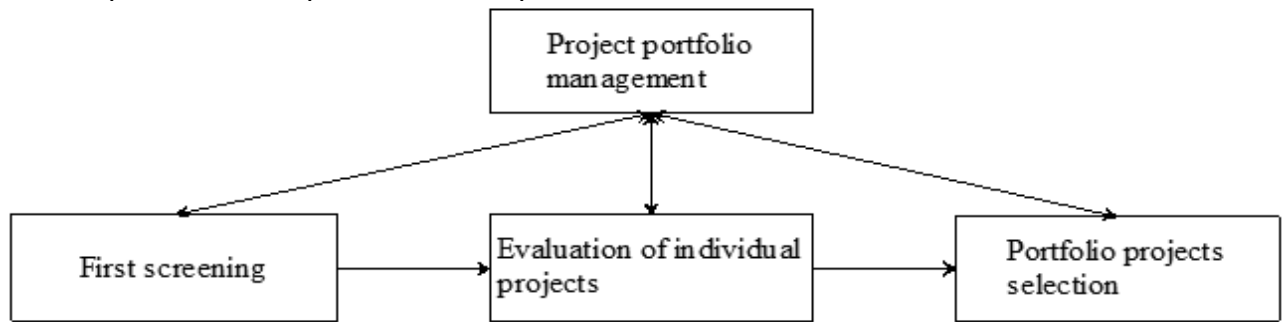 Project portfolio
management
First screening
Evaluation of individual
projects
Portfolio projects
selection